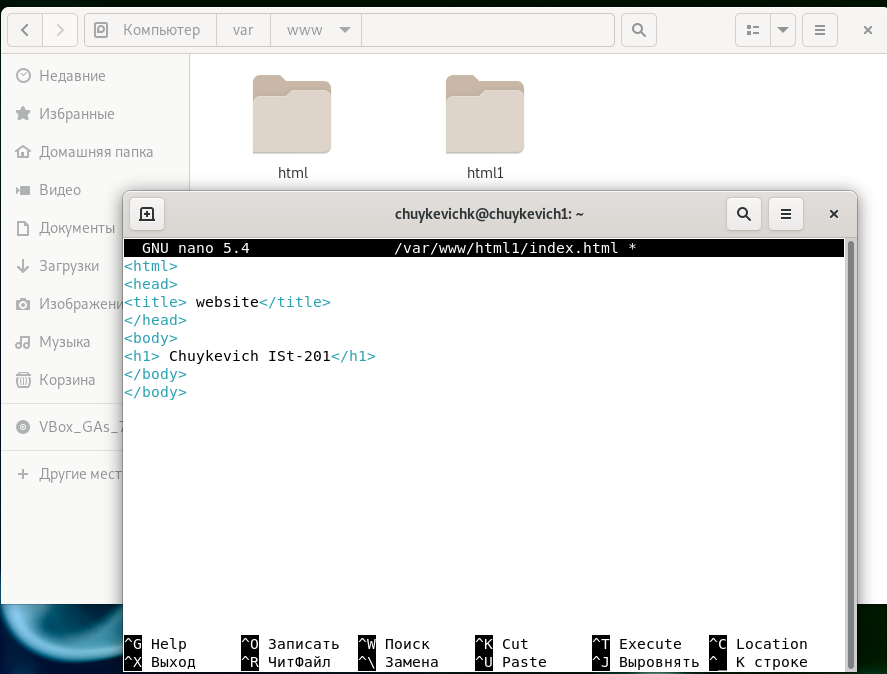 Компьютер var www
Недавние
Избранные
Домашняя папка
Видео
Документы
Загрузки
Изображени
Музыка
Корзина
VBox_GAs_7
Другие мест
html html1
chuykevichk@chuykevich1: ~
GNU nano 5.4 /var/www/html1/index.html *
<html>
<head>
<title> website</title>
</head>
<body>
<h1> Chuykevich ISt-201</h1>
</body>
</body>
^G Help ^O Записать ^W Поиск ^K Cut ^T Execute ^C Location
^X Выход ^R ЧитФайл ^\ Замена ^U Paste ^J Выровнять ^_ К строке